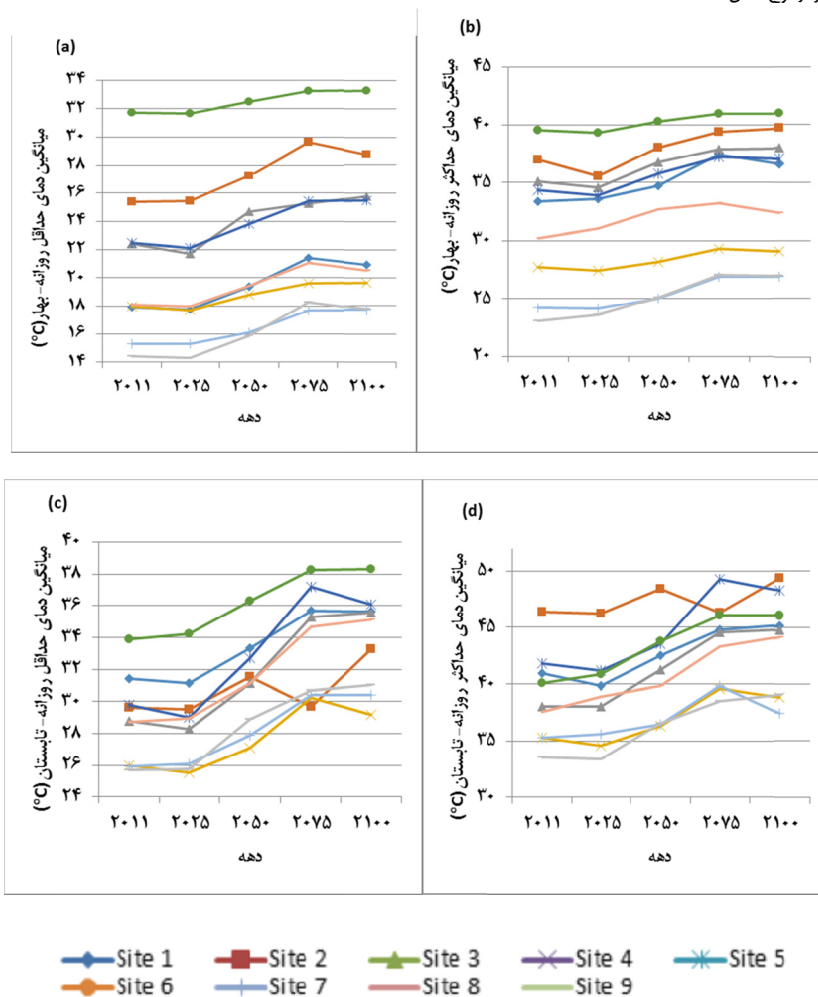 (a)
میانگین دمای حداقل روزانه- بهار(°C)
۳۴
۳۲
۳۰
۲۸
۲۶
۲۴
۲۲
۲۰
۱۸
۱۶
۱۴
۲۰۱۱ ۲۰۲۵ ۲۰۵۰ ۲۰۷۵ ۲۱۰۰
دهه
(b)
میانگین دمای حداکثر روزانه- بهار(°C)
۴۵
۴۰
۳۵
۳۰
۲۵
۲۰
۲۰۱۱ ۲۰۲۵ ۲۰۵۰ ۲۰۷۵ ۲۱۰۰
دهه
(c)
میانگین دمای حداقل روزانه- تابستان (°C)
۴۰
۳۸
۳۶
۳۴
۳۲
۳۰
۲۸
۲۶
۲۴
۲۰۱۱ ۲۰۲۵ ۲۰۵۰ ۲۰۷۵ ۲۱۰۰
دهه
(d)
میانگین دمای حداکثر روزانه- تابستان (°C)
۵۰
۴۵
۴۰
۳۵
۳۰
۲۰۱۱ ۲۰۲۵ ۲۰۵۰ ۲۰۷۵ ۲۱۰۰
دهه
Site 1 Site 2 Site 3 Site 4 Site 5
Site 6 Site 7 Site 8 Site 9